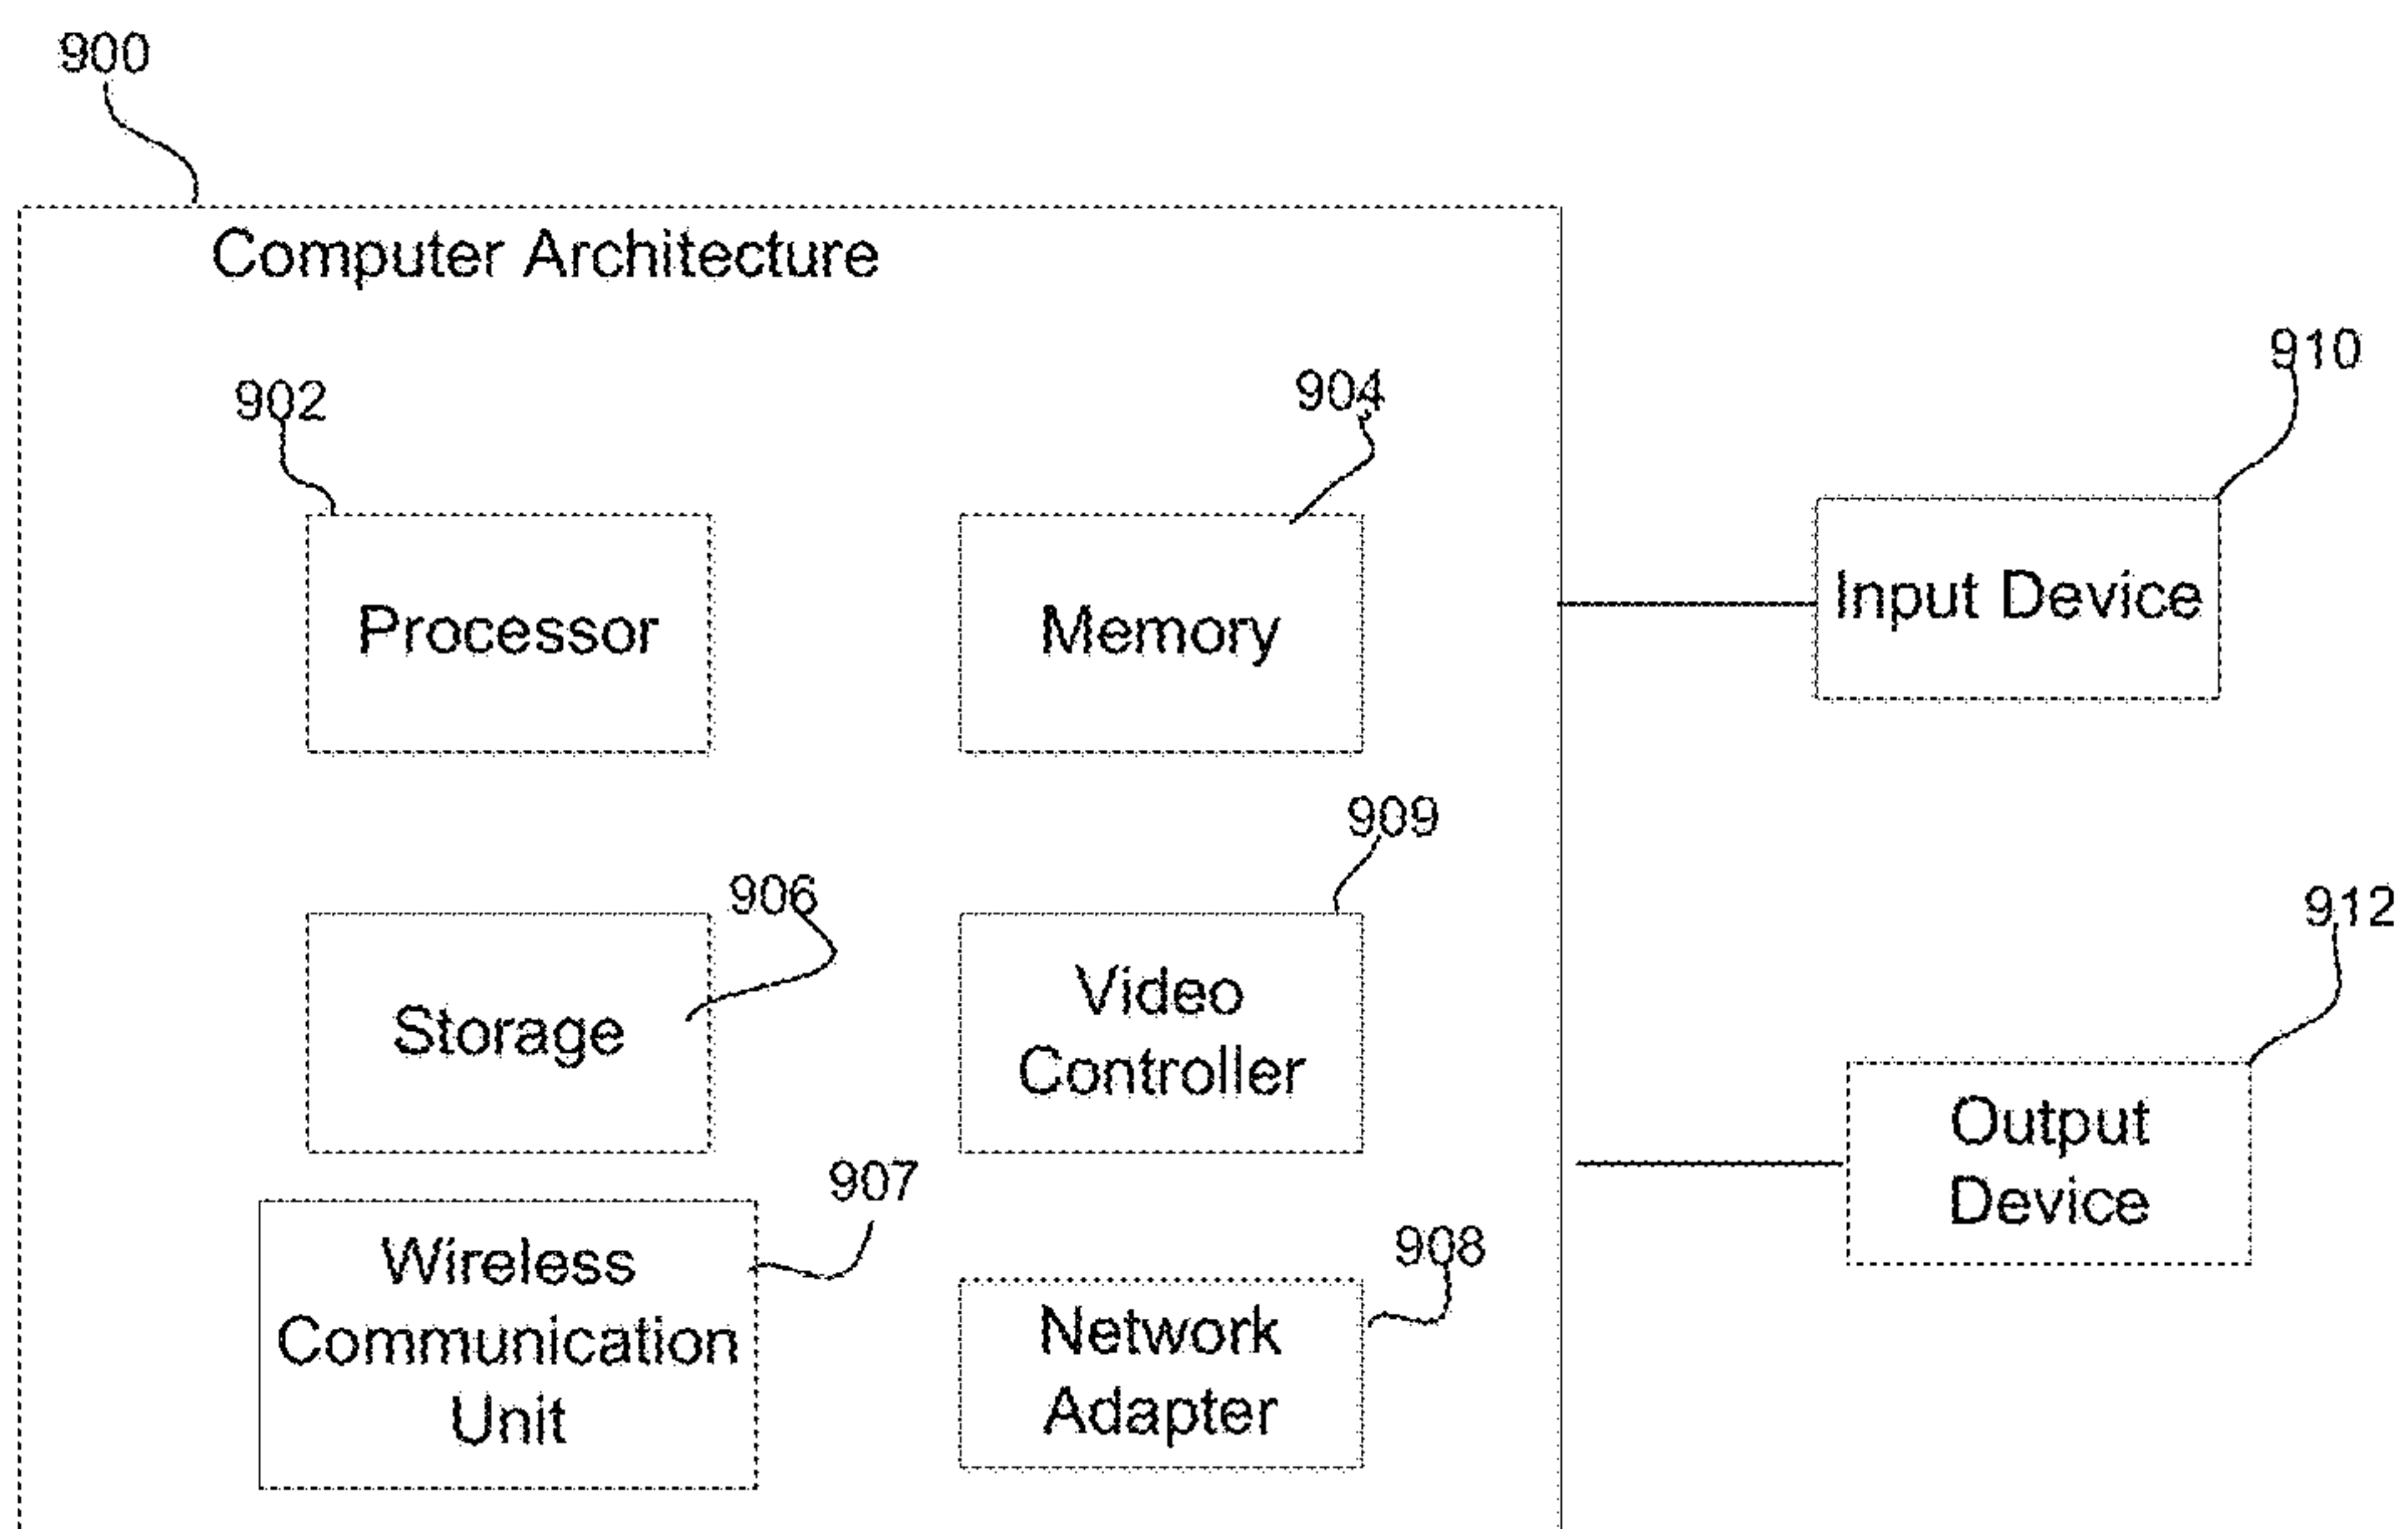 900
Computer Architecture
910
902
904
Processor
Memory
Input Device
909
906
912
Storage
Video
Controller
907
Output
Device
Wireless
Communication
Unit
908
Network
Adapter